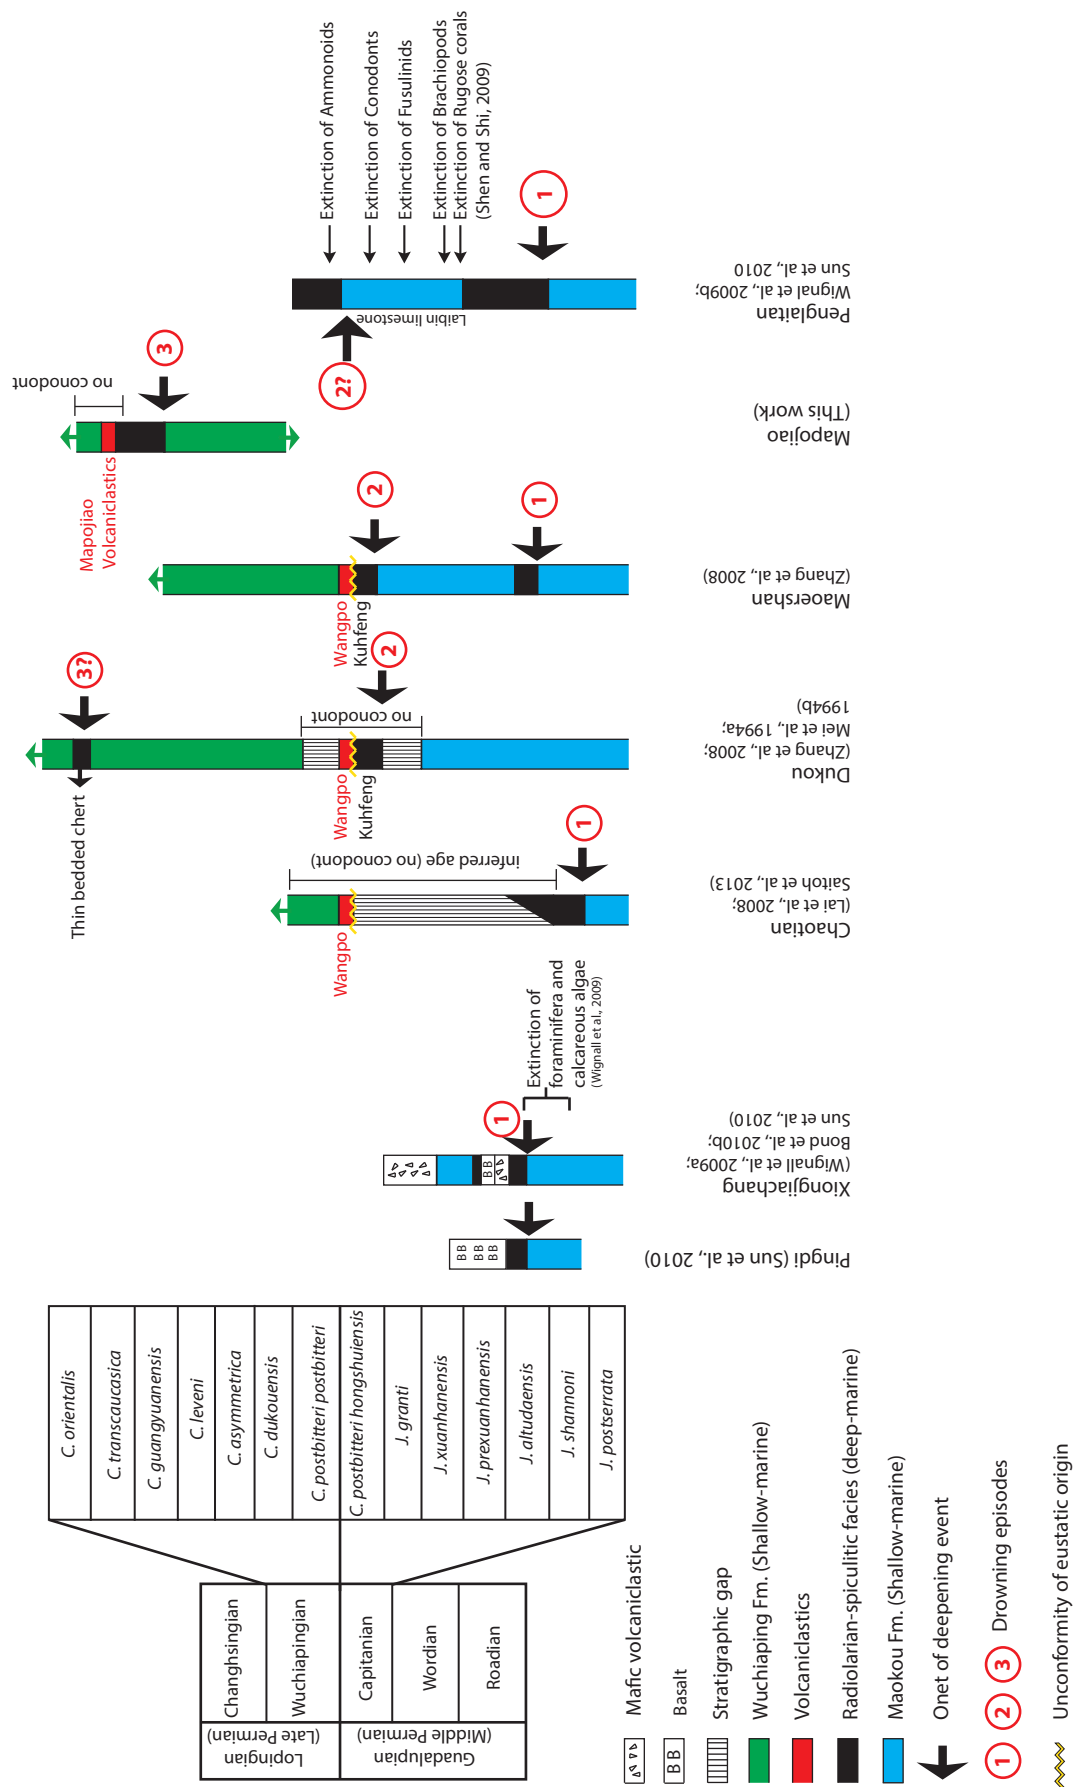 Lopingian
(Late Permian)
Guadalupian
(Middle Permian)
Changhsingian
Wuchiapingian
Capitanian
Wordian
Roadian
C. orientalis
C. transcaucasica
C. guangyuanensis
C. leveni
C. asymmetrica
C. dukouensis
C. postbitteri postbitteri
C. postbitteri hongshuiensis
J. granti
J. xuanhanensis
J. prexuanhanensis
J. altudaensis
J. shannoni
J. postserrata
BB
BB BB
BB
1
Extinction of
foraminifera and
calcareous algae
(Wignall et al., 2009)
Wangpo
inferred age (no conodont)
1
Thin bedded chert
3?
Wangpo
Kuhfeng
no conodont
2
Wangpo
Kuhfeng
2
1
Mapojiao
Volcaniclastics
no conodont
3
2?
Laibin limestone
Extinction of Ammonoids
Extinction of Conodonts
Extinction of Fusulinids
Extinction of Brachiopods
Extinction of Rugose corals
(Shen and Shi, 2009)
1
Pingdi (Sun et al., 2010)
Xiongjiachang
(Wignall et al., 2009a;
Bond et al., 2010b;
Sun et al., 2010)
Chaotian
(Lai et al., 2008;
Saitoh et al., 2013)
Dukou
(Zhang et al., 2008;
Mei et al., 1994a;
1994b)
Maoershan
(Zhang et al., 2008)
Mapojiao
(This work)
Penglaitan
Wignal et al., 2009b;
Sun et al., 2010
Mafic volcaniclastic
BB Basalt
Stratigraphic gap
Wuchiaping Fm. (Shallow-marine)
Volcaniclastics
Radiolarian-spiculitic facies (deep-marine)
Maokou Fm. (Shallow-marine)
Onet of deepening event
1 2 3 Drowning episodes
Unconformity of eustatic origin